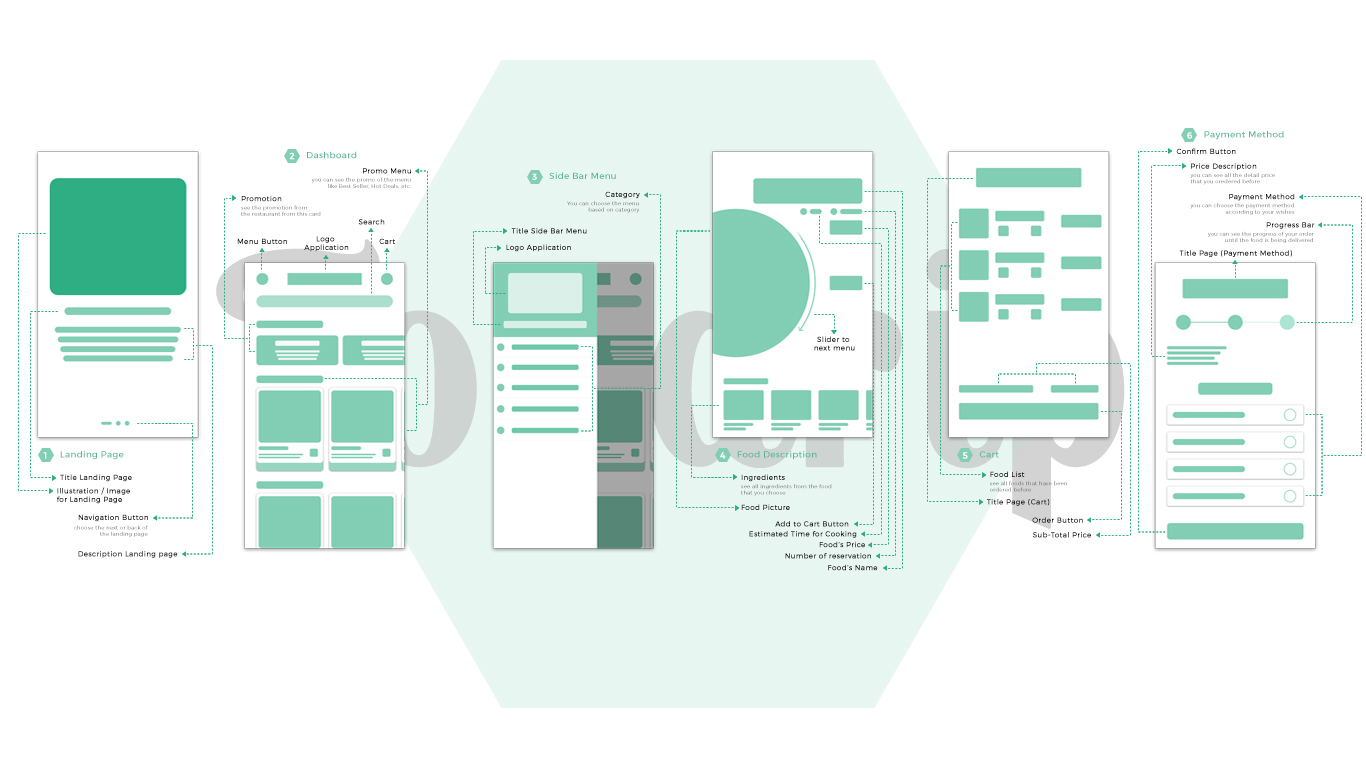 1 Landing Page
Title Landing Page
Illustration / Image
for Landing Page
Navigation Button
choose the next or back of
the landing page
Description Landing page
2 Dashboard
Promo Menu
you can see the promo of the menu
like Best Seller, Hot Deals. etc.
Promotion
see the promotion from
the restaurant from this card
Search
Menu Button
Logo
Application
Cart
3 Side Bar Menu
Category
You can choose the menu
based on category
Title Side Bar Menu
Logo Application
Slider to
next menu
4 Food Description
Ingredients
see all ingredients from the food
that you choose
Food Picture
Add to Cart Button
Estimated Time for Cooking
Food's Price
Number of reservation
Food's Name
5 Cart
Food List
see all foods that have been
ordered before
Title Page (Cart)
Order Button
Sub-Total Price
6 Payment Method
Confirm Button
Price Description
you can see all the detail price
that you oredered before
Payment Method
you can choose the payment method
according to your wishes
Progress Bar
you can see the progress of your order
until the food is being delivered
Title Page (Payment Method)